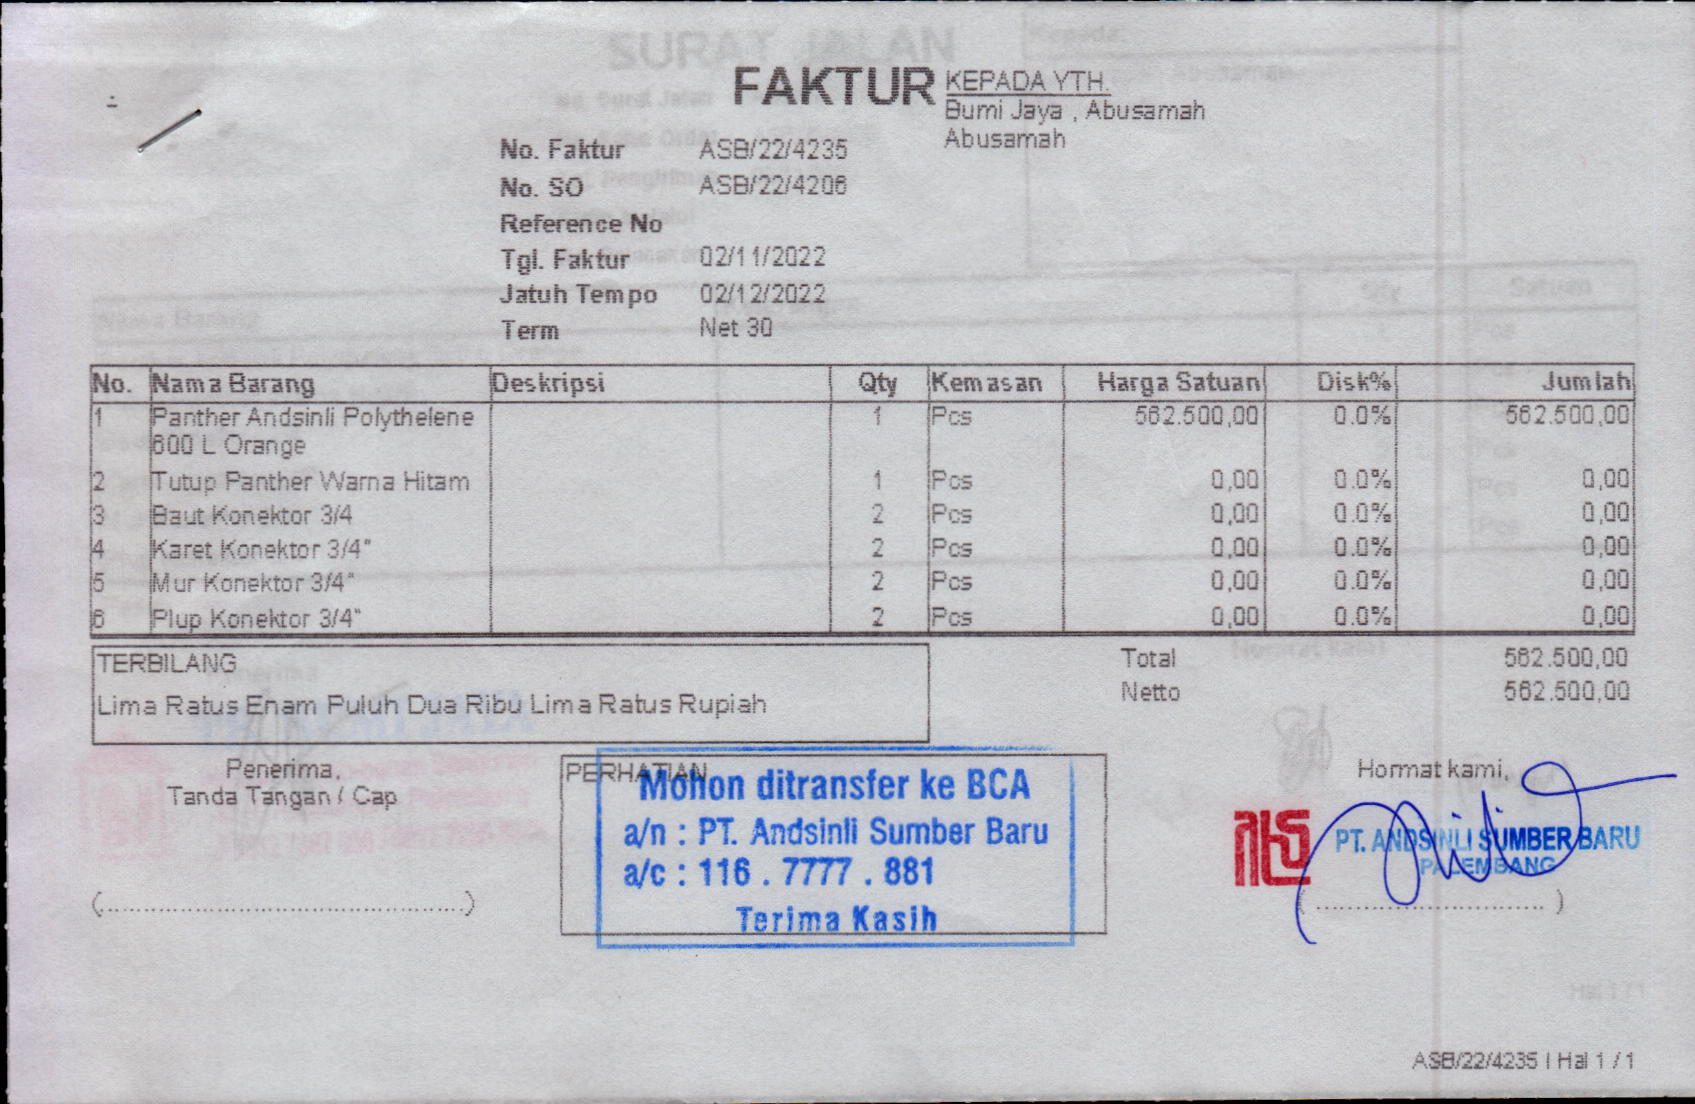 FAKTUR
KEPADA YTH.
Bumi Jaya , Abusamah
Abusamah
No. Faktur ASB/22/4235
No. SO ASB/22/4206
Reference No
Tgl. Faktur 02/11/2022
Jatuh Tempo 02/12/2022
Term Net 30
No. Nama Barang Deskripsi Qty Kemasan Harga Satuan Disk% Jumlah
1 Panther Andsinli Polythelene 1 Pcs 562.500,00 0.0% 562.500,00
600 L Orange
2 Tutup Panther Warna Hitam 1 Pcs 0,00 0.0% 0,00
3 Baut Konektor 3/4 2 Pcs 0,00 0.0% 0,00
4 Karet Konektor 3/4" 2 Pcs 0,00 0.0% 0,00
5 Mur Konektor 3/4" 2 Pcs 0,00 0.0% 0,00
6 Plup Konektor 3/4" 2 Pcs 0,00 0.0% 0,00
TERBILANG
Lima Ratus Enam Puluh Dua Ribu Lima Ratus Rupiah
Total 562.500,00
Netto 562.500,00
Penerima,
Tanda Tangan / Cap
(................................................)
PERHATIAN
Mohon ditransfer ke BCA
a/n : PT. Andsinli Sumber Baru
a/c : 116 . 7777 . 881
Terima Kasih
Hormat kami,
PT. ANDSINLI SUMBER BARU
PALEMBANG
( .............................. )
ASB/22/4235 | Hal 1 / 1